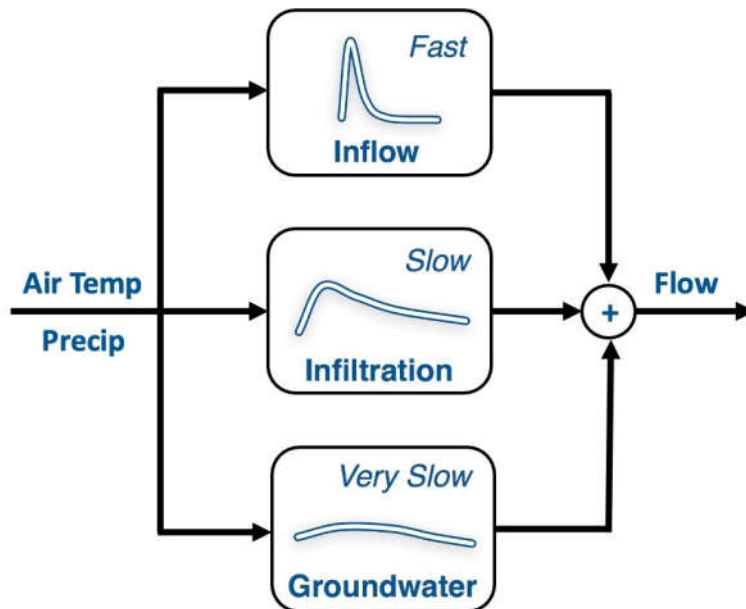 Fast
Inflow
Air Temp
Precip
Slow
Infiltration
+
Flow
Very Slow
Groundwater